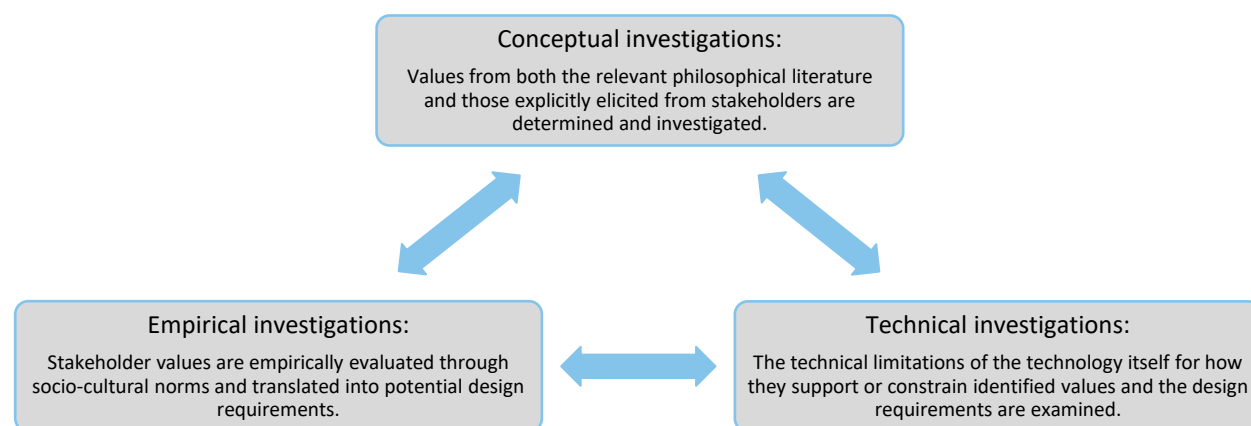 Conceptual investigations:
Values from both the relevant philosophical literature
and those explicitly elicited from stakeholders are
determined and investigated.
Empirical investigations:
Stakeholder values are empirically evaluated through
socio-cultural norms and translated into potential design
requirements.
Technical investigations:
The technical limitations of the technology itself for how
they support or constrain identified values and the design
requirements are examined.